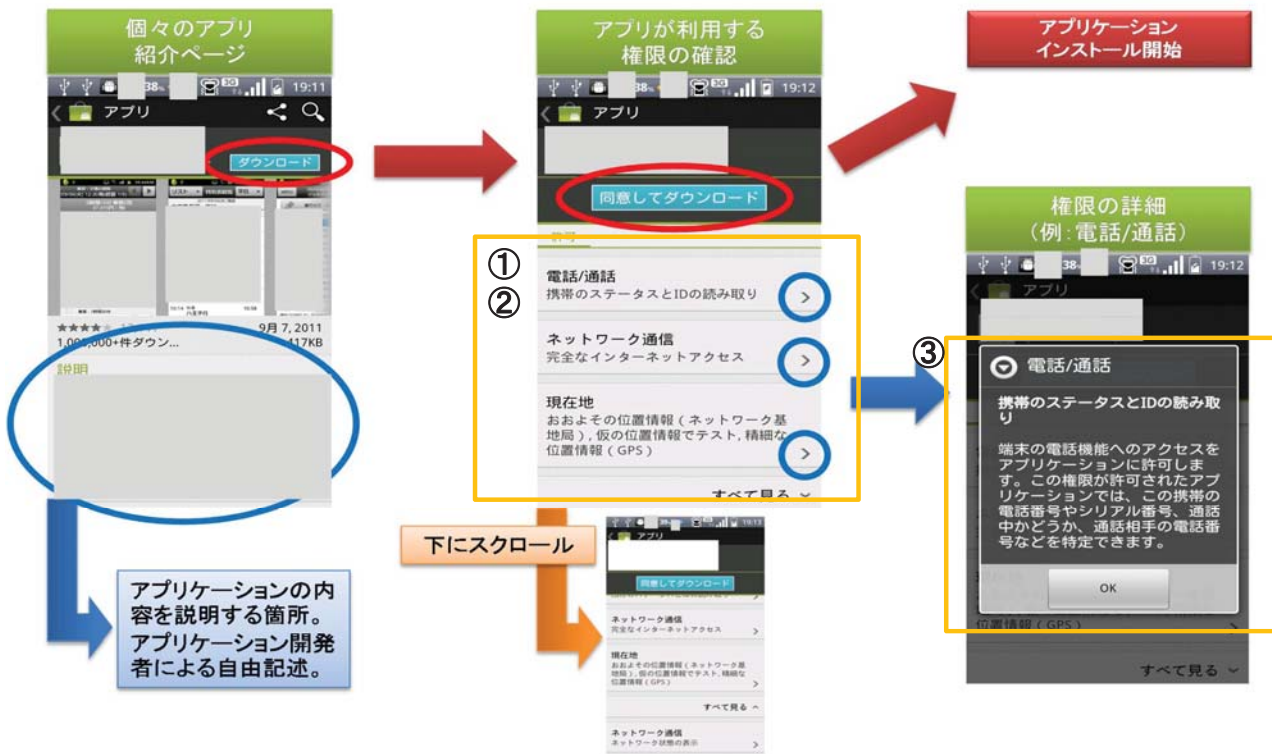 個々のアプリ
紹介ページ
38%
3G
19:11
アプリ
ダウンロード
リスト
★★★★★
9月 7, 2011
1,000,000+件ダウン...
417KB
説明
アプリケーションの内
容を説明する箇所。
アプリケーション開発
者による自由記述。
アプリが利用する
権限の確認
38%
3G
19:12
アプリ
同意してダウンロード
許可
①
②
電話/通話
携帯のステータスとIDの読み取り
ネットワーク通信
完全なインターネットアクセス
現在地
おおよその位置情報（ネットワーク基
地局）, 仮の位置情報でテスト, 精細な
位置情報（GPS）
すべて見る
下にスクロール
19:13
アプリ
同意してダウンロード
ネットワーク通信
完全なインターネットアクセス
現在地
おおよその位置情報（ネットワーク基
地局）, 仮の位置情報でテスト, 精細な
位置情報（GPS）
すべて見る
ネットワーク通信
ネットワーク状態の表示
アプリケーション
インストール開始
権限の詳細
（例：電話/通話）
38%
3G
19:12
アプリ
③
電話/通話
携帯のステータスとIDの読み取
り
端末の電話機能へのアクセスを
アプリケーションに許可しま
す。この権限が許可されたアプ
リケーションでは、この携帯の
電話番号やシリアル番号、通話
中かどうか、通話相手の電話番
号などを特定できます。
OK
位置情報（GPS）
すべて見る